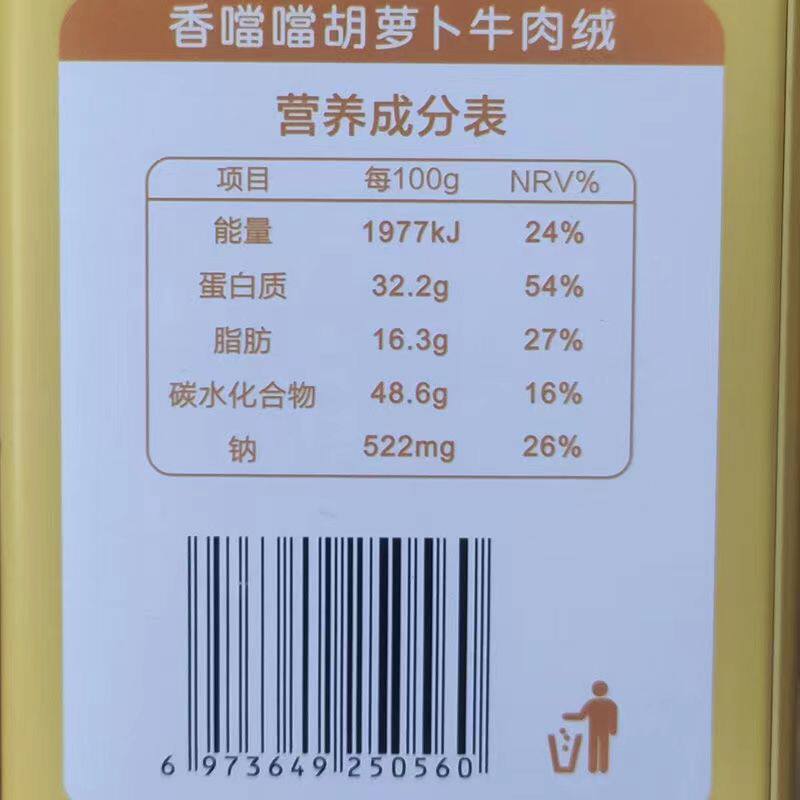 香噹噹胡萝卜牛肉绒
营养成分表
项目 每100g NRV%
能量 1977kJ 24%
蛋白质 32.2g 54%
脂肪 16.3g 27%
碳水化合物 48.6g 16%
钠 522mg 26%
6 973649 250560